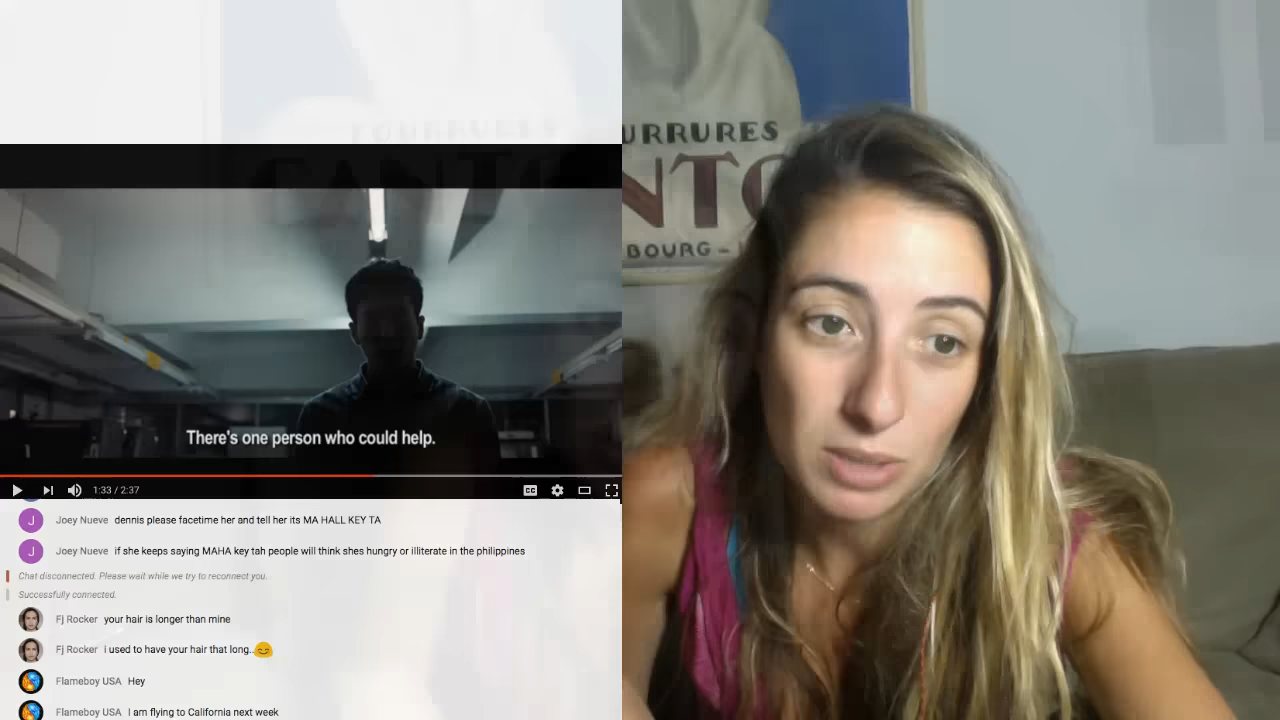 URRURES
NTO
BOURG –
There's one person who could help.
1:33 / 2:37
CC
J Joey Nueve dennis please facetime her and tell her its MA HALL KEY TA
J Joey Nueve if she keeps saying MAHA key tah people will think shes hungry or illiterate in the philippines
Chat disconnected. Please wait while we try to reconnect you.
Successfully connected.
Fj Rocker your hair is longer than mine
Fj Rocker i used to have your hair that long..😊
Flameboy USA Hey
Flameboy USA I am flying to California next week